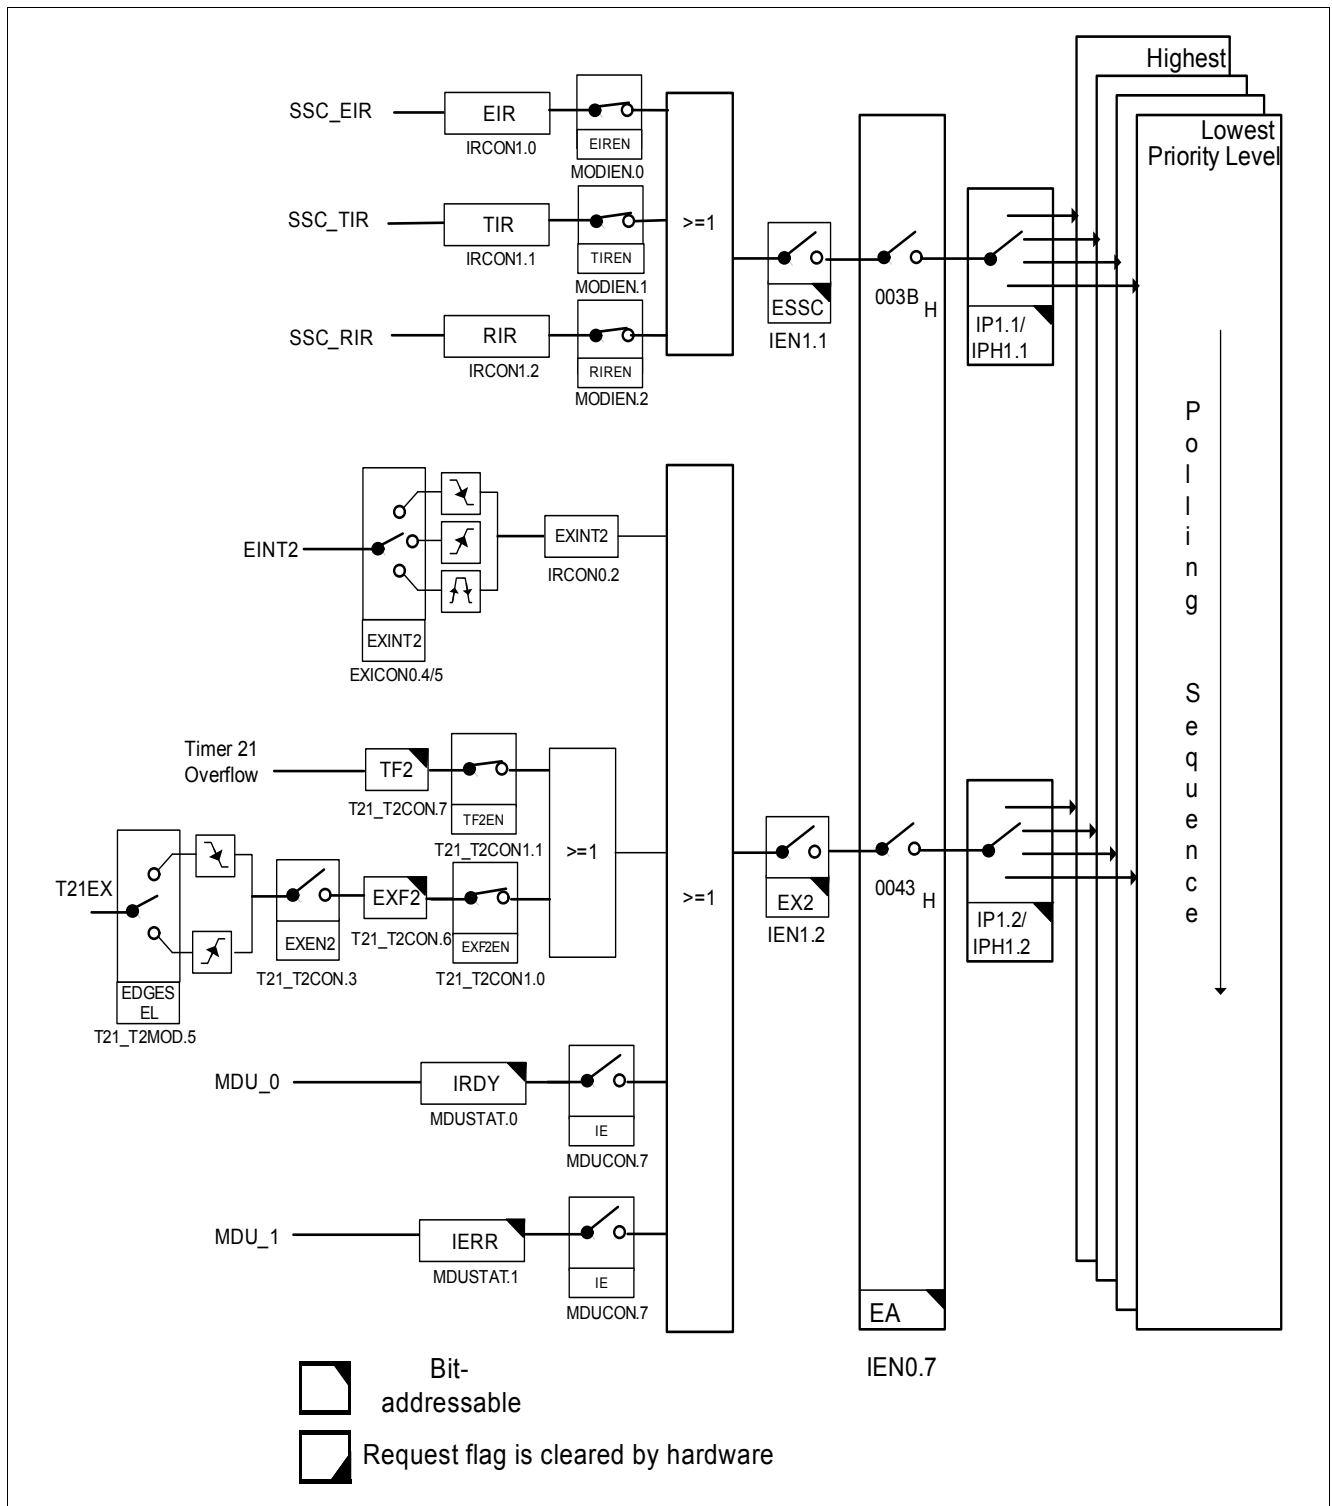 Highest
Lowest
Priority Level
SSC_EIR
EIR
IRCON1.0
EIREN
MODIEN.0
SSC_TIR
TIR
IRCON1.1
TIREN
MODIEN.1
SSC_RIR
RIR
IRCON1.2
RIREN
MODIEN.2
>=1
ESSC
IEN1.1
003B H
IP1.1/
IPH1.1
Polling Sequence
EINT2
EXINT2
EXICON0.4/5
EXINT2
IRCON0.2
Timer 21
Overflow
TF2
T21_T2CON.7
TF2EN
T21_T2CON1.1
T21EX
EDGES
EL
T21_T2MOD.5
EXEN2
T21_T2CON.3
EXF2
T21_T2CON.6
EXF2EN
T21_T2CON1.0
>=1
>=1
EX2
IEN1.2
0043 H
IP1.2/
IPH1.2
MDU_0
IRDY
MDUSTAT.0
IE
MDUCON.7
MDU_1
IERR
MDUSTAT.1
IE
MDUCON.7
EA
IEN0.7
Bit-
addressable
Request flag is cleared by hardware